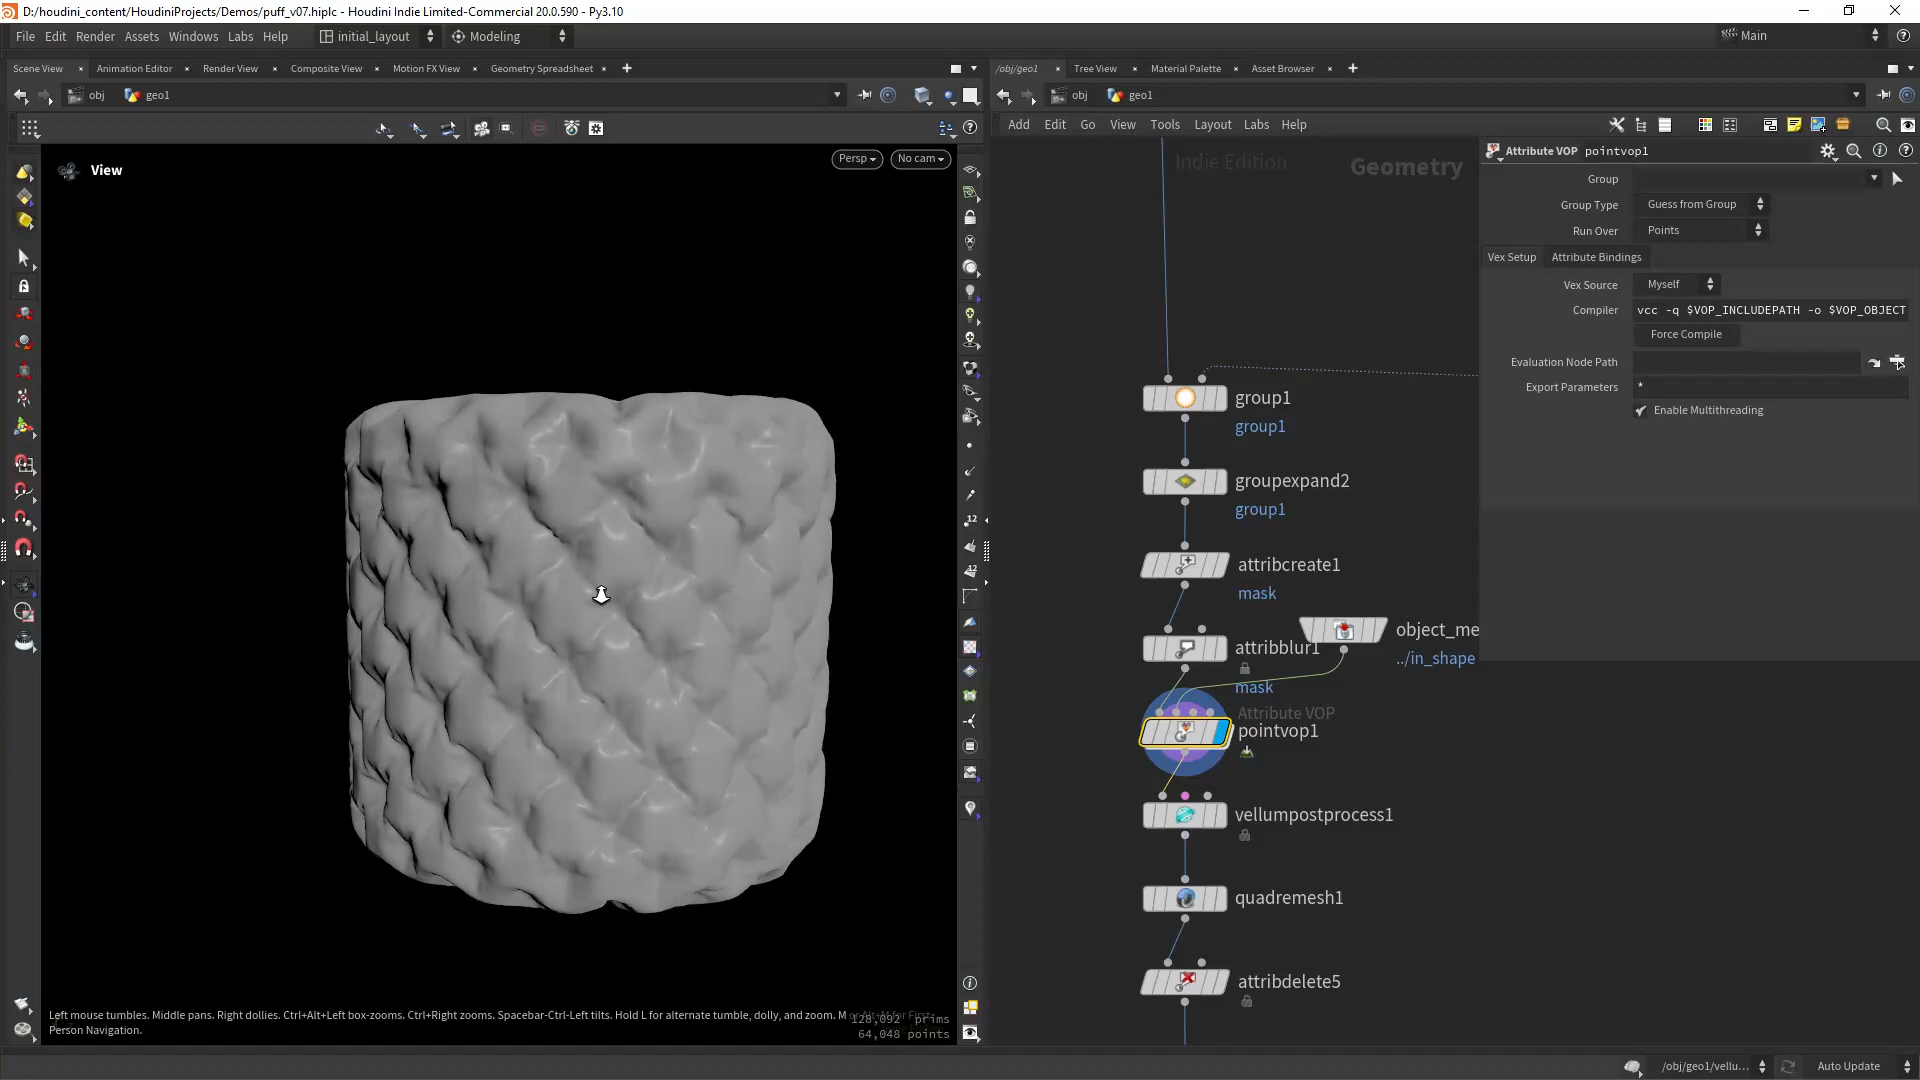 D:/houdini_content/HoudiniProjects/Demos/puff_v07.hiplc - Houdini Indie Limited-Commercial 20.0.590 - Py3.10
File Edit Render Assets Windows Labs Help initial_layout Modeling Main
Scene View Animation Editor Render View Composite View Motion FX View Geometry Spreadsheet
/obj/geo1 Tree View Material Palette Asset Browser
obj geo1
obj geo1
Add Edit Go View Tools Layout Labs Help
View
Persp No cam
Indie Edition
Geometry
Attribute VOP pointvop1
Group
Group Type Guess from Group
Run Over Points
Vex Setup Attribute Bindings
Vex Source Myself
Compiler vcc -q $VOP_INCLUDEPATH -o $VOP_OBJECT
Force Compile
Evaluation Node Path
Export Parameters *
Enable Multithreading
group1
group1
groupexpand2
group1
attribcreate1
mask
object_me
../in_shape
attribblur1
mask
Attribute VOP
pointvop1
vellumpostprocess1
quadremesh1
attribdelete5
12
12
Left mouse tumbles. Middle pans. Right dollies. Ctrl+Alt+Left box-zooms. Ctrl+Right zooms. Spacebar-Ctrl-Left tilts. Hold L for alternate tumble, dolly, and zoom. M or Alt+M for First
Person Navigation.
128,092 prims
64,048 points
/obj/geo1/vellu... Auto Update